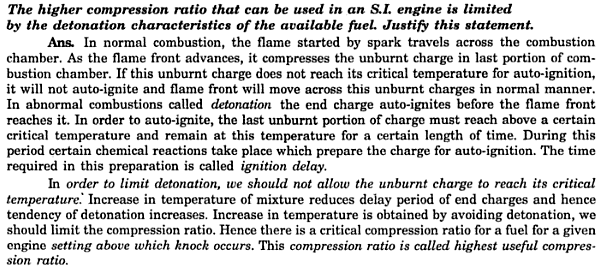 The higher compression ratio that can be used in an S.I. engine is limited
by the detonation characteristics of the available fuel. Justify this statement.
Ans. In normal combustion, the flame started by spark travels across the combustion
chamber. As the flame front advances, it compresses the unburnt charge in last portion of com-
bustion chamber. If this unburnt charge does not reach its critical temperature for auto-ignition,
it will not auto-ignite and flame front will move across this unburnt charges in normal manner.
In abnormal combustions called detonation the end charge auto-ignites before the flame front
reaches it. In order to auto-ignite, the last unburnt portion of charge must reach above a certain
critical temperature and remain at this temperature for a certain length of time. During this
period certain chemical reactions take place which prepare the charge for auto-ignition. The time
required in this preparation is called ignition delay.
In order to limit detonation, we should not allow the unburnt charge to reach its critical
temperature. Increase in temperature of mixture reduces delay period of end charges and hence
tendency of detonation increases. Increase in temperature is obtained by avoiding detonation, we
should limit the compression ratio. Hence there is a critical compression ratio for a fuel for a given
engine setting above which knock occurs. This compression ratio is called highest useful compres-
sion ratio.